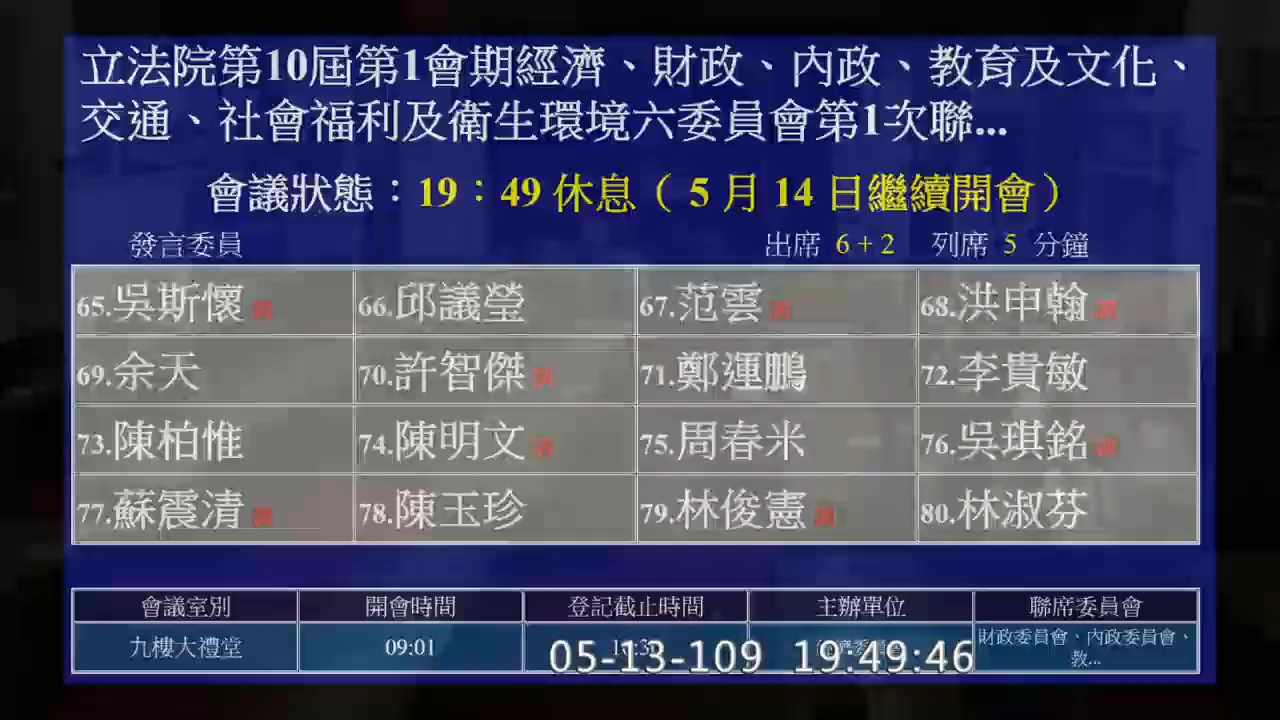 立法院第10屆第1會期經濟、財政、內政、教育及文化、
交通、社會福利及衛生環境六委員會第1次聯...
會議狀態：19：49 休息（ 5 月 14 日繼續開會）
發言委員 出席 6 + 2 列席 5 分鐘
65.吳斯懷 66.邱議瑩 67.范雲 68.洪申翰
69.余天 70.許智傑 71.鄭運鵬 72.李貴敏
73.陳柏惟 74.陳明文 75.周春米 76.吳琪銘
77.蘇震清 78.陳玉珍 79.林俊憲 80.林淑芬
會議室別 開會時間 登記截止時間 主辦單位 聯席委員會
九樓大禮堂 09:01 財政委員會、內政委員會、
教...
05-13-109 19:49:46